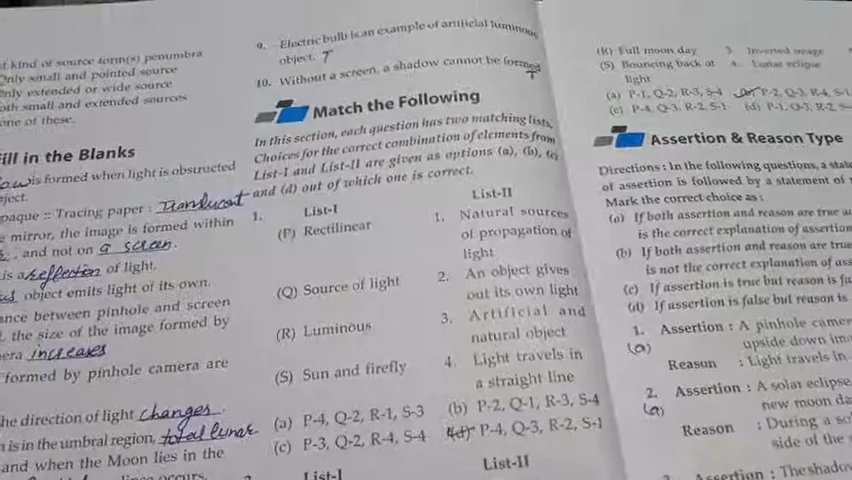 t kind of source form(s) penumbra
Only small and pointed source
Only extended or wide source
oth small and extended sources
one of these.
Fill in the Blanks
is formed when light is obstructed
ject.
paque :: Tracing paper : Translucent
e mirror, the image is formed within
, and not on a screen.
is a reflection of light.
object emits light of its own.
ance between pinhole and screen
, the size of the image formed by
era increases
formed by pinhole camera are
he direction of light changes.
n is in the umbral region, total lunar
and when the Moon lies in the
occurs.
9. Electric bulb is an example of artificial luminous
object. T
10. Without a screen, a shadow cannot be formed
T
Match the Following
In this section, each question has two matching lists,
Choices for the correct combination of elements from
List-I and List-II are given as options (a), (b), (c)
and (d) out of which one is correct.
1. List-I List-II
(P) Rectilinear 1. Natural sources
of propagation of
light
(Q) Source of light 2. An object gives
out its own light
(R) Luminous 3. Artificial and
natural object
(S) Sun and firefly 4. Light travels in
a straight line
(a) P-4, Q-2, R-1, S-3 (b) P-2, Q-1, R-3, S-4
(c) P-3, Q-2, R-4, S-4 (d) P-4, Q-3, R-2, S-1
List-I List-II
(R) Full moon day 3. Inverted image
(S) Bouncing back of 4. Lunar eclipse
light
(a) P-1, Q-2, R-3, S-4 (b) P-2, Q-3, R-4, S-1
(c) P-4, Q-3, R-2, S-1 (d) P-1, Q-3, R-2, S-
Assertion & Reason Type
Directions : In the following questions, a state
of assertion is followed by a statement of r
Mark the correct choice as :
(a) If both assertion and reason are true a
is the correct explanation of assertion
(b) If both assertion and reason are true
is not the correct explanation of ass
(c) If assertion is true but reason is fa
(d) If assertion is false but reason is
1. Assertion : A pinhole camer
(a) upside down ima
Reason : Light travels in
2. Assertion : A solar eclipse
(a) new moon da
Reason : During a so
side of the
Assertion : The shadow